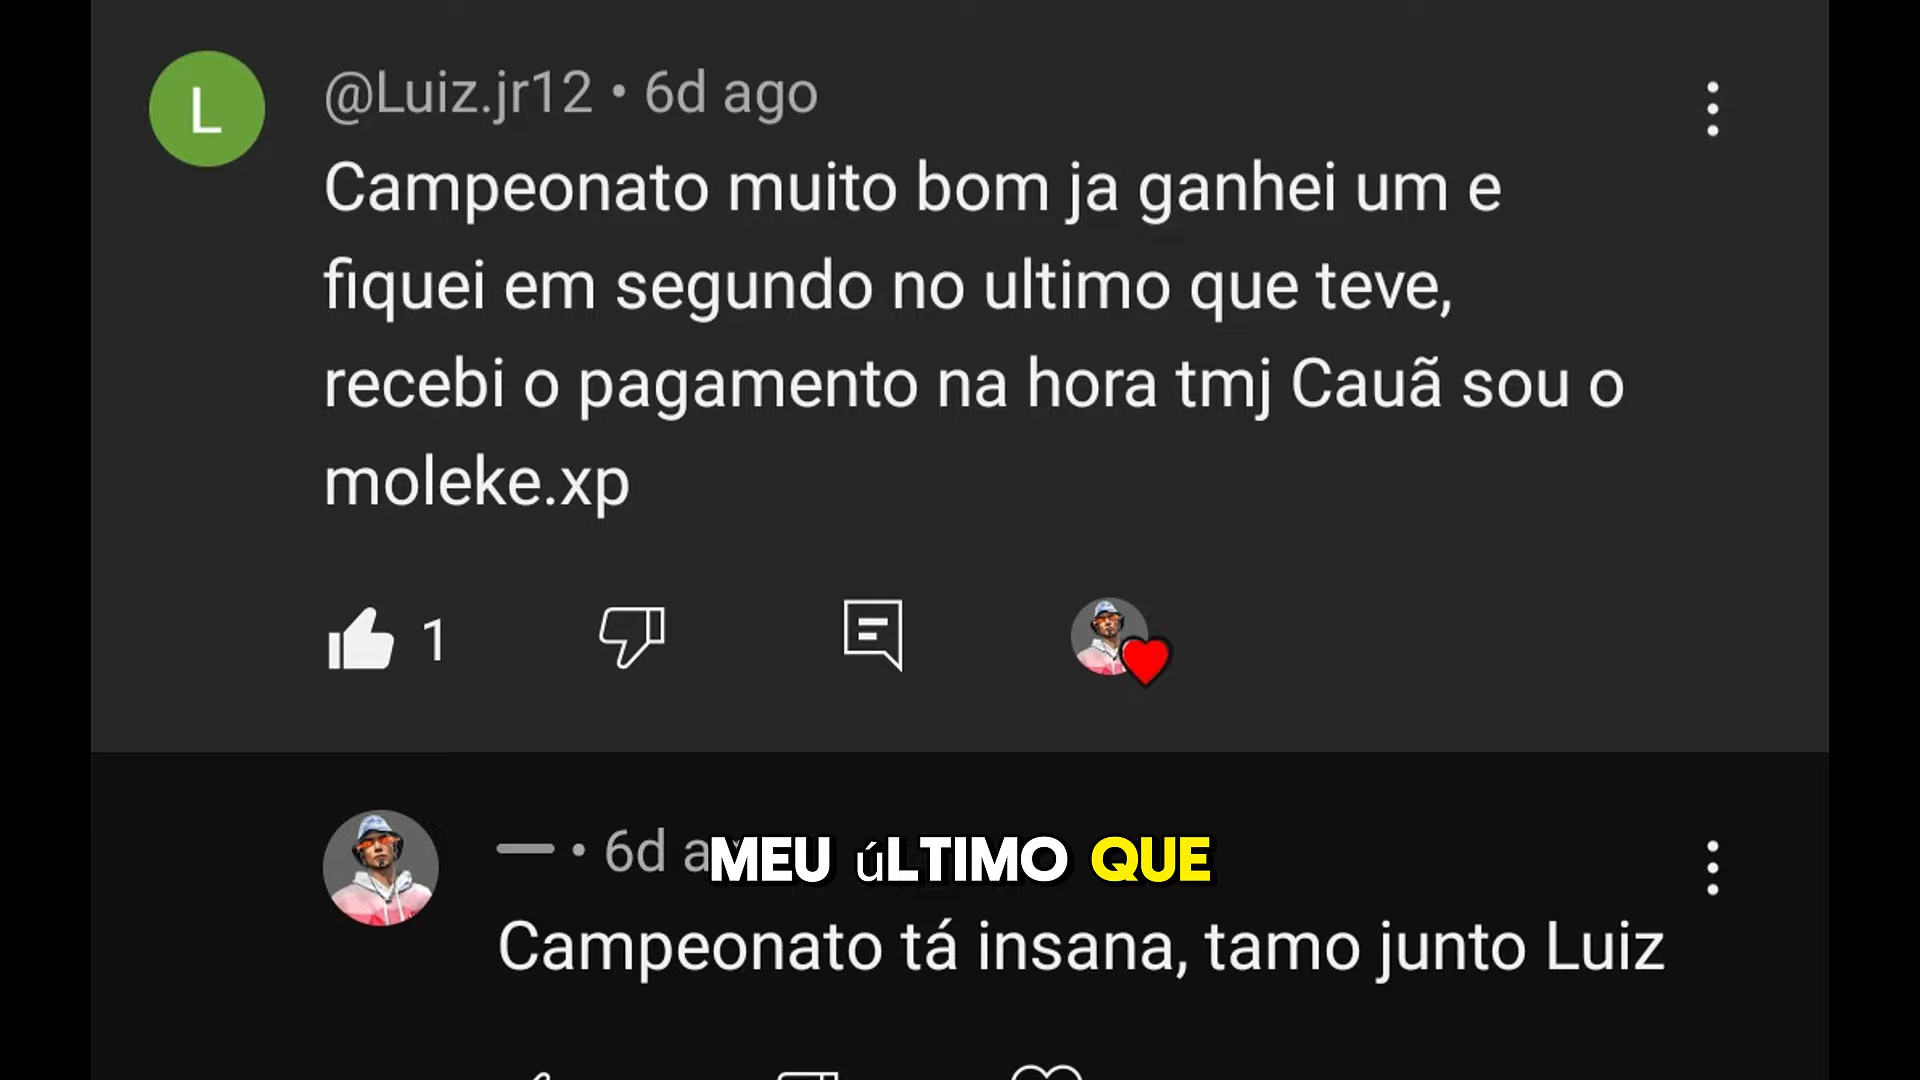 L
@Luiz.jr12 • 6d ago
Campeonato muito bom ja ganhei um e
fiquei em segundo no ultimo que teve,
recebi o pagamento na hora tmj Cauã sou o
moleke.xp
1
• 6d a
MEU úLTIMO QUE
Campeonato tá insana, tamo junto Luiz